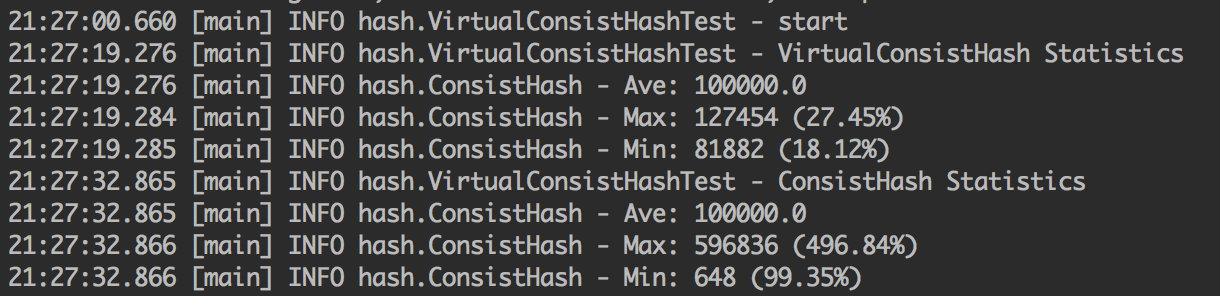 21:27:00.660 [main] INFO hash.VirtualConsistHashTest - start
21:27:19.276 [main] INFO hash.VirtualConsistHashTest - VirtualConsistHash Statistics
21:27:19.276 [main] INFO hash.ConsistHash - Ave: 100000.0
21:27:19.284 [main] INFO hash.ConsistHash - Max: 127454 (27.45%)
21:27:19.285 [main] INFO hash.ConsistHash - Min: 81882 (18.12%)
21:27:32.865 [main] INFO hash.VirtualConsistHashTest - ConsistHash Statistics
21:27:32.865 [main] INFO hash.ConsistHash - Ave: 100000.0
21:27:32.866 [main] INFO hash.ConsistHash - Max: 596836 (496.84%)
21:27:32.866 [main] INFO hash.ConsistHash - Min: 648 (99.35%)